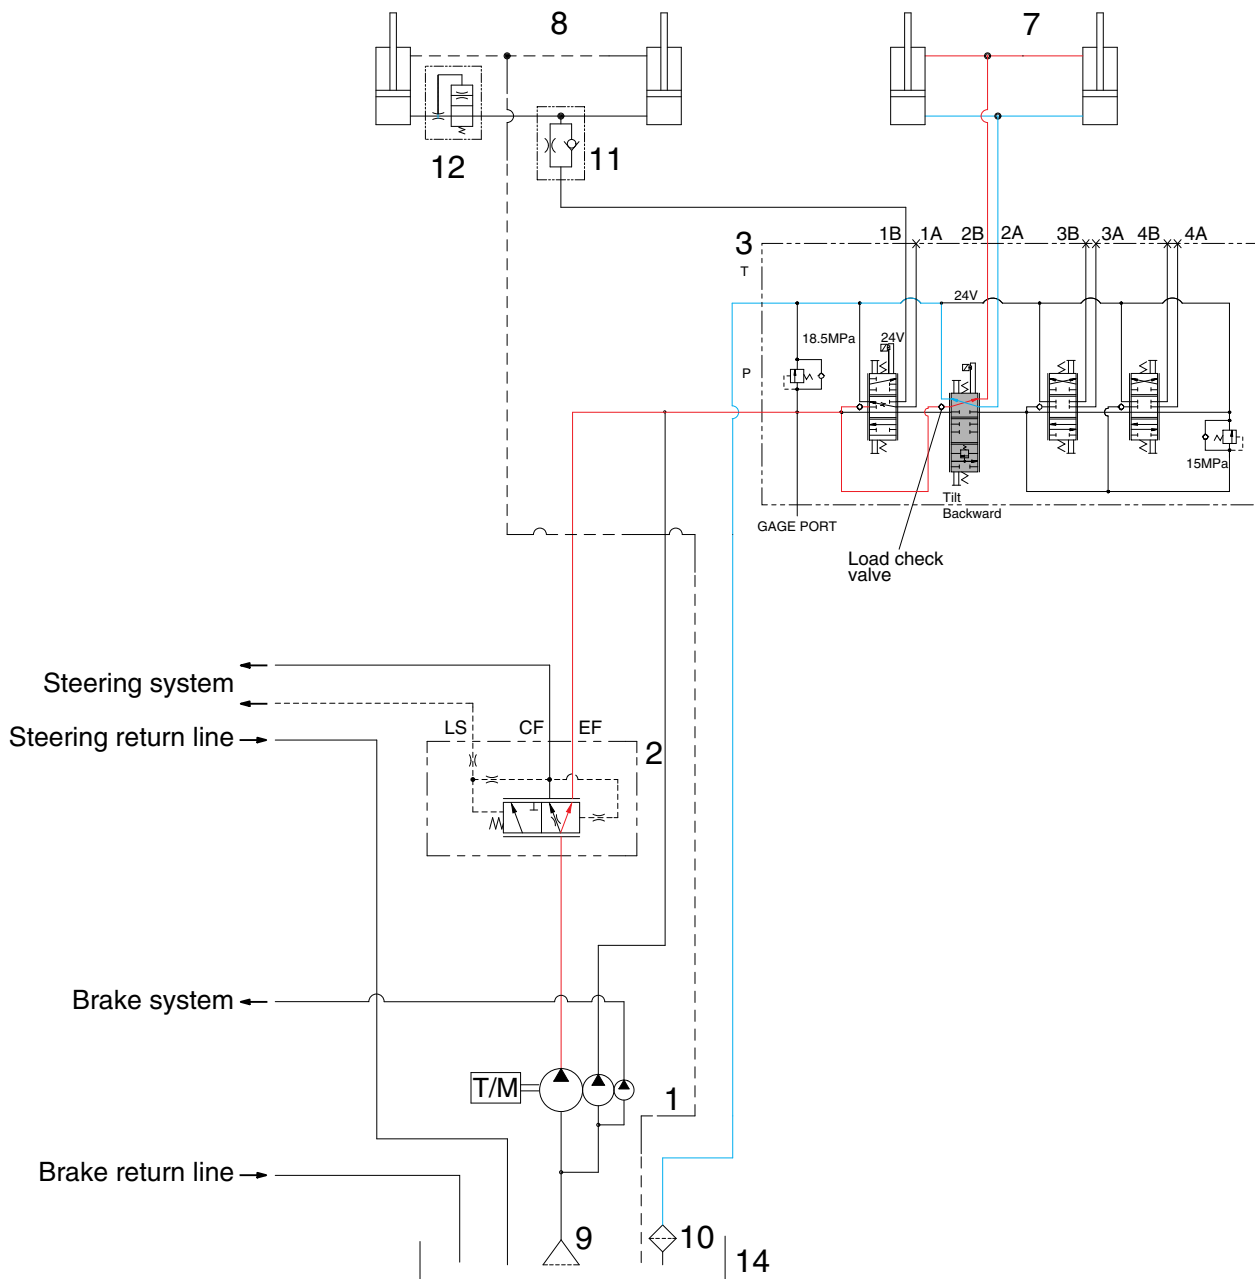 8
7
12
11
3
1B
1A
2B
2A
3B
3A
4B
4A
T
24V
18.5MPa
24V
P
15MPa
Tilt
Backward
GAGE PORT
Load check
valve
Steering system
Steering return line
LS
CF
EF
2
Brake system
T/M
1
Brake return line
9
10
14